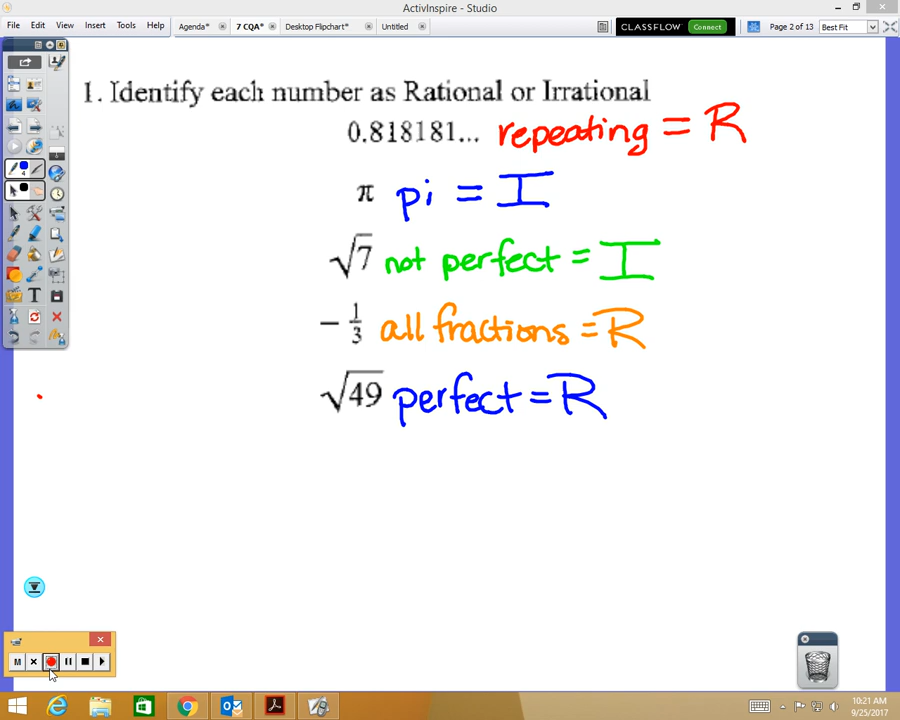 ActivInspire - Studio
File Edit View Insert Tools Help Agenda* 7 CQA* Desktop Flipchart* Untitled CLASSFLOW Connect Page 2 of 13 Best Fit
1. Identify each number as Rational or Irrational
0.818181... repeating = R
π pi = I
√7 not perfect = I
- 1/3 all fractions = R
√49 perfect = R
M
10:21 AM
9/25/2017